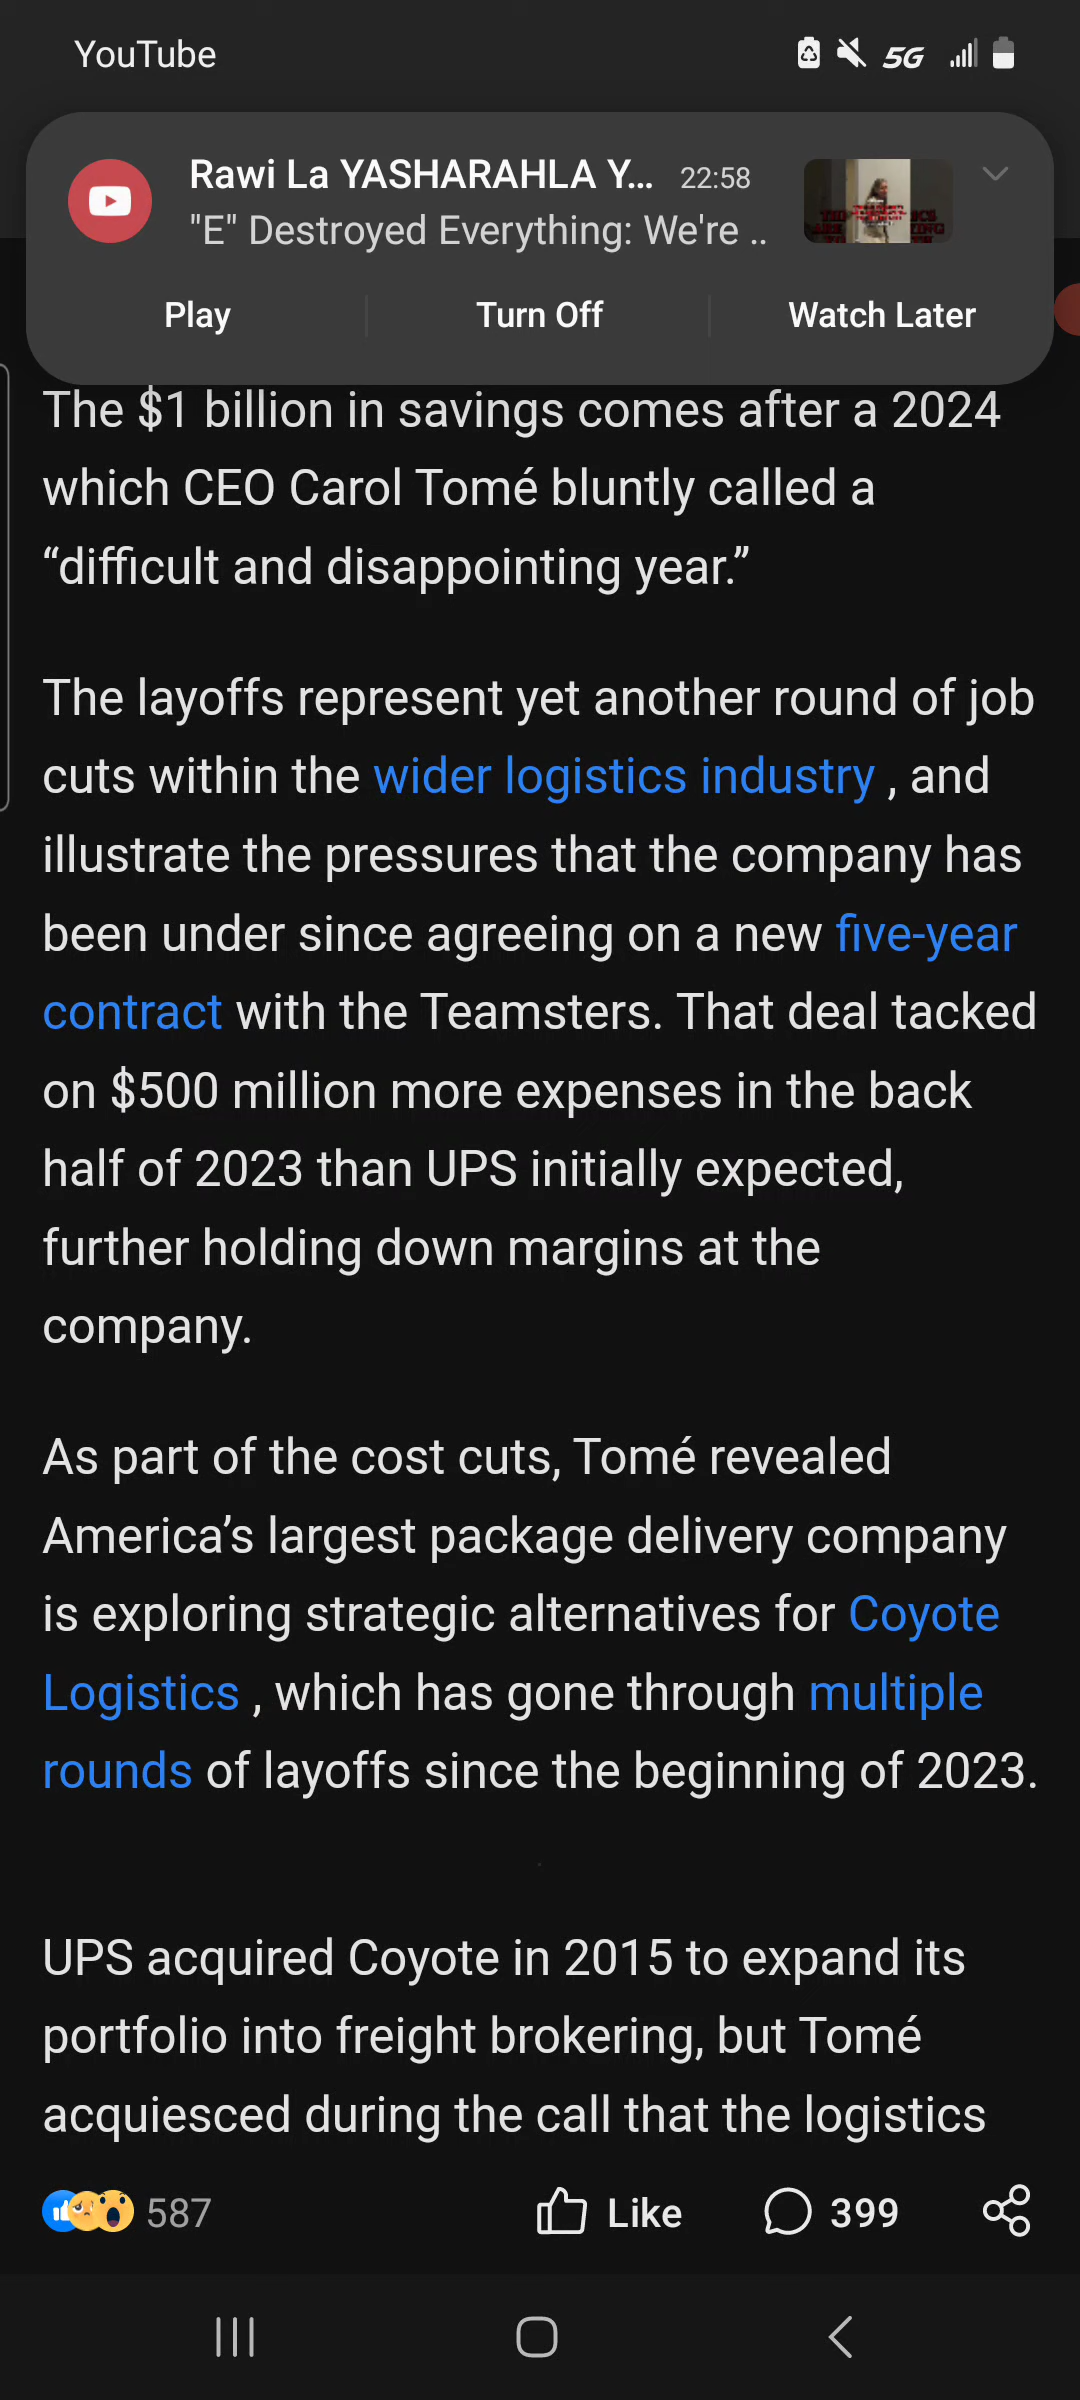 YouTube
5G
Rawi La YASHARAHLA Y... 22:58
"E" Destroyed Everything: We're ..
Play
Turn Off
Watch Later
The $1 billion in savings comes after a 2024
which CEO Carol Tomé bluntly called a
“difficult and disappointing year.”
The layoffs represent yet another round of job
cuts within the wider logistics industry , and
illustrate the pressures that the company has
been under since agreeing on a new five-year
contract with the Teamsters. That deal tacked
on $500 million more expenses in the back
half of 2023 than UPS initially expected,
further holding down margins at the
company.
As part of the cost cuts, Tomé revealed
America’s largest package delivery company
is exploring strategic alternatives for Coyote
Logistics , which has gone through multiple
rounds of layoffs since the beginning of 2023.
UPS acquired Coyote in 2015 to expand its
portfolio into freight brokering, but Tomé
acquiesced during the call that the logistics
587
Like
399